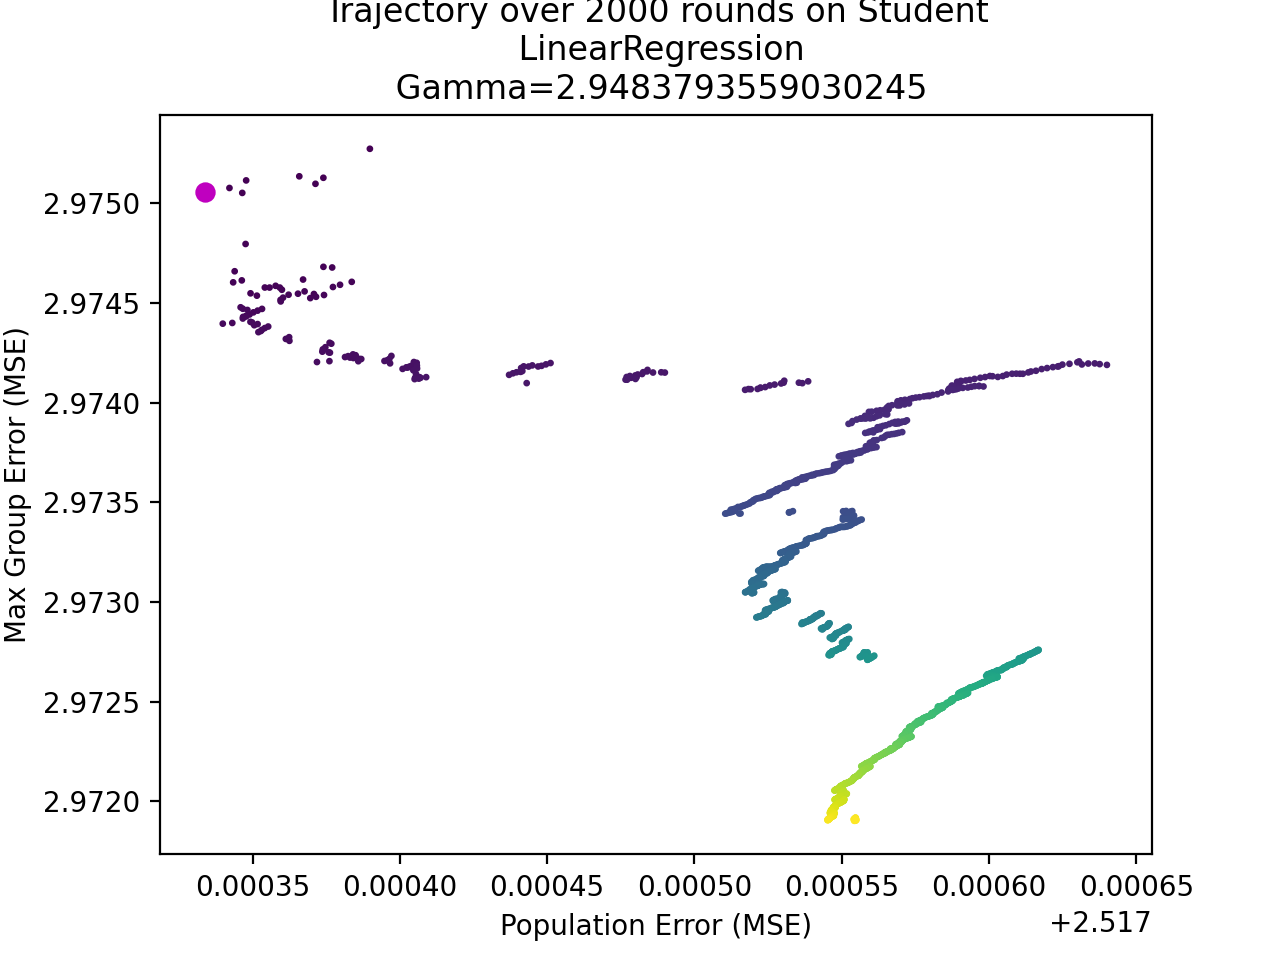 Trajectory over 2000 rounds on Student
LinearRegression
Gamma=2.9483793559030245
Max Group Error (MSE)
2.9750
2.9745
2.9740
2.9735
2.9730
2.9725
2.9720
0.00035 0.00040 0.00045 0.00050 0.00055 0.00060 0.00065
Population Error (MSE)
+2.517